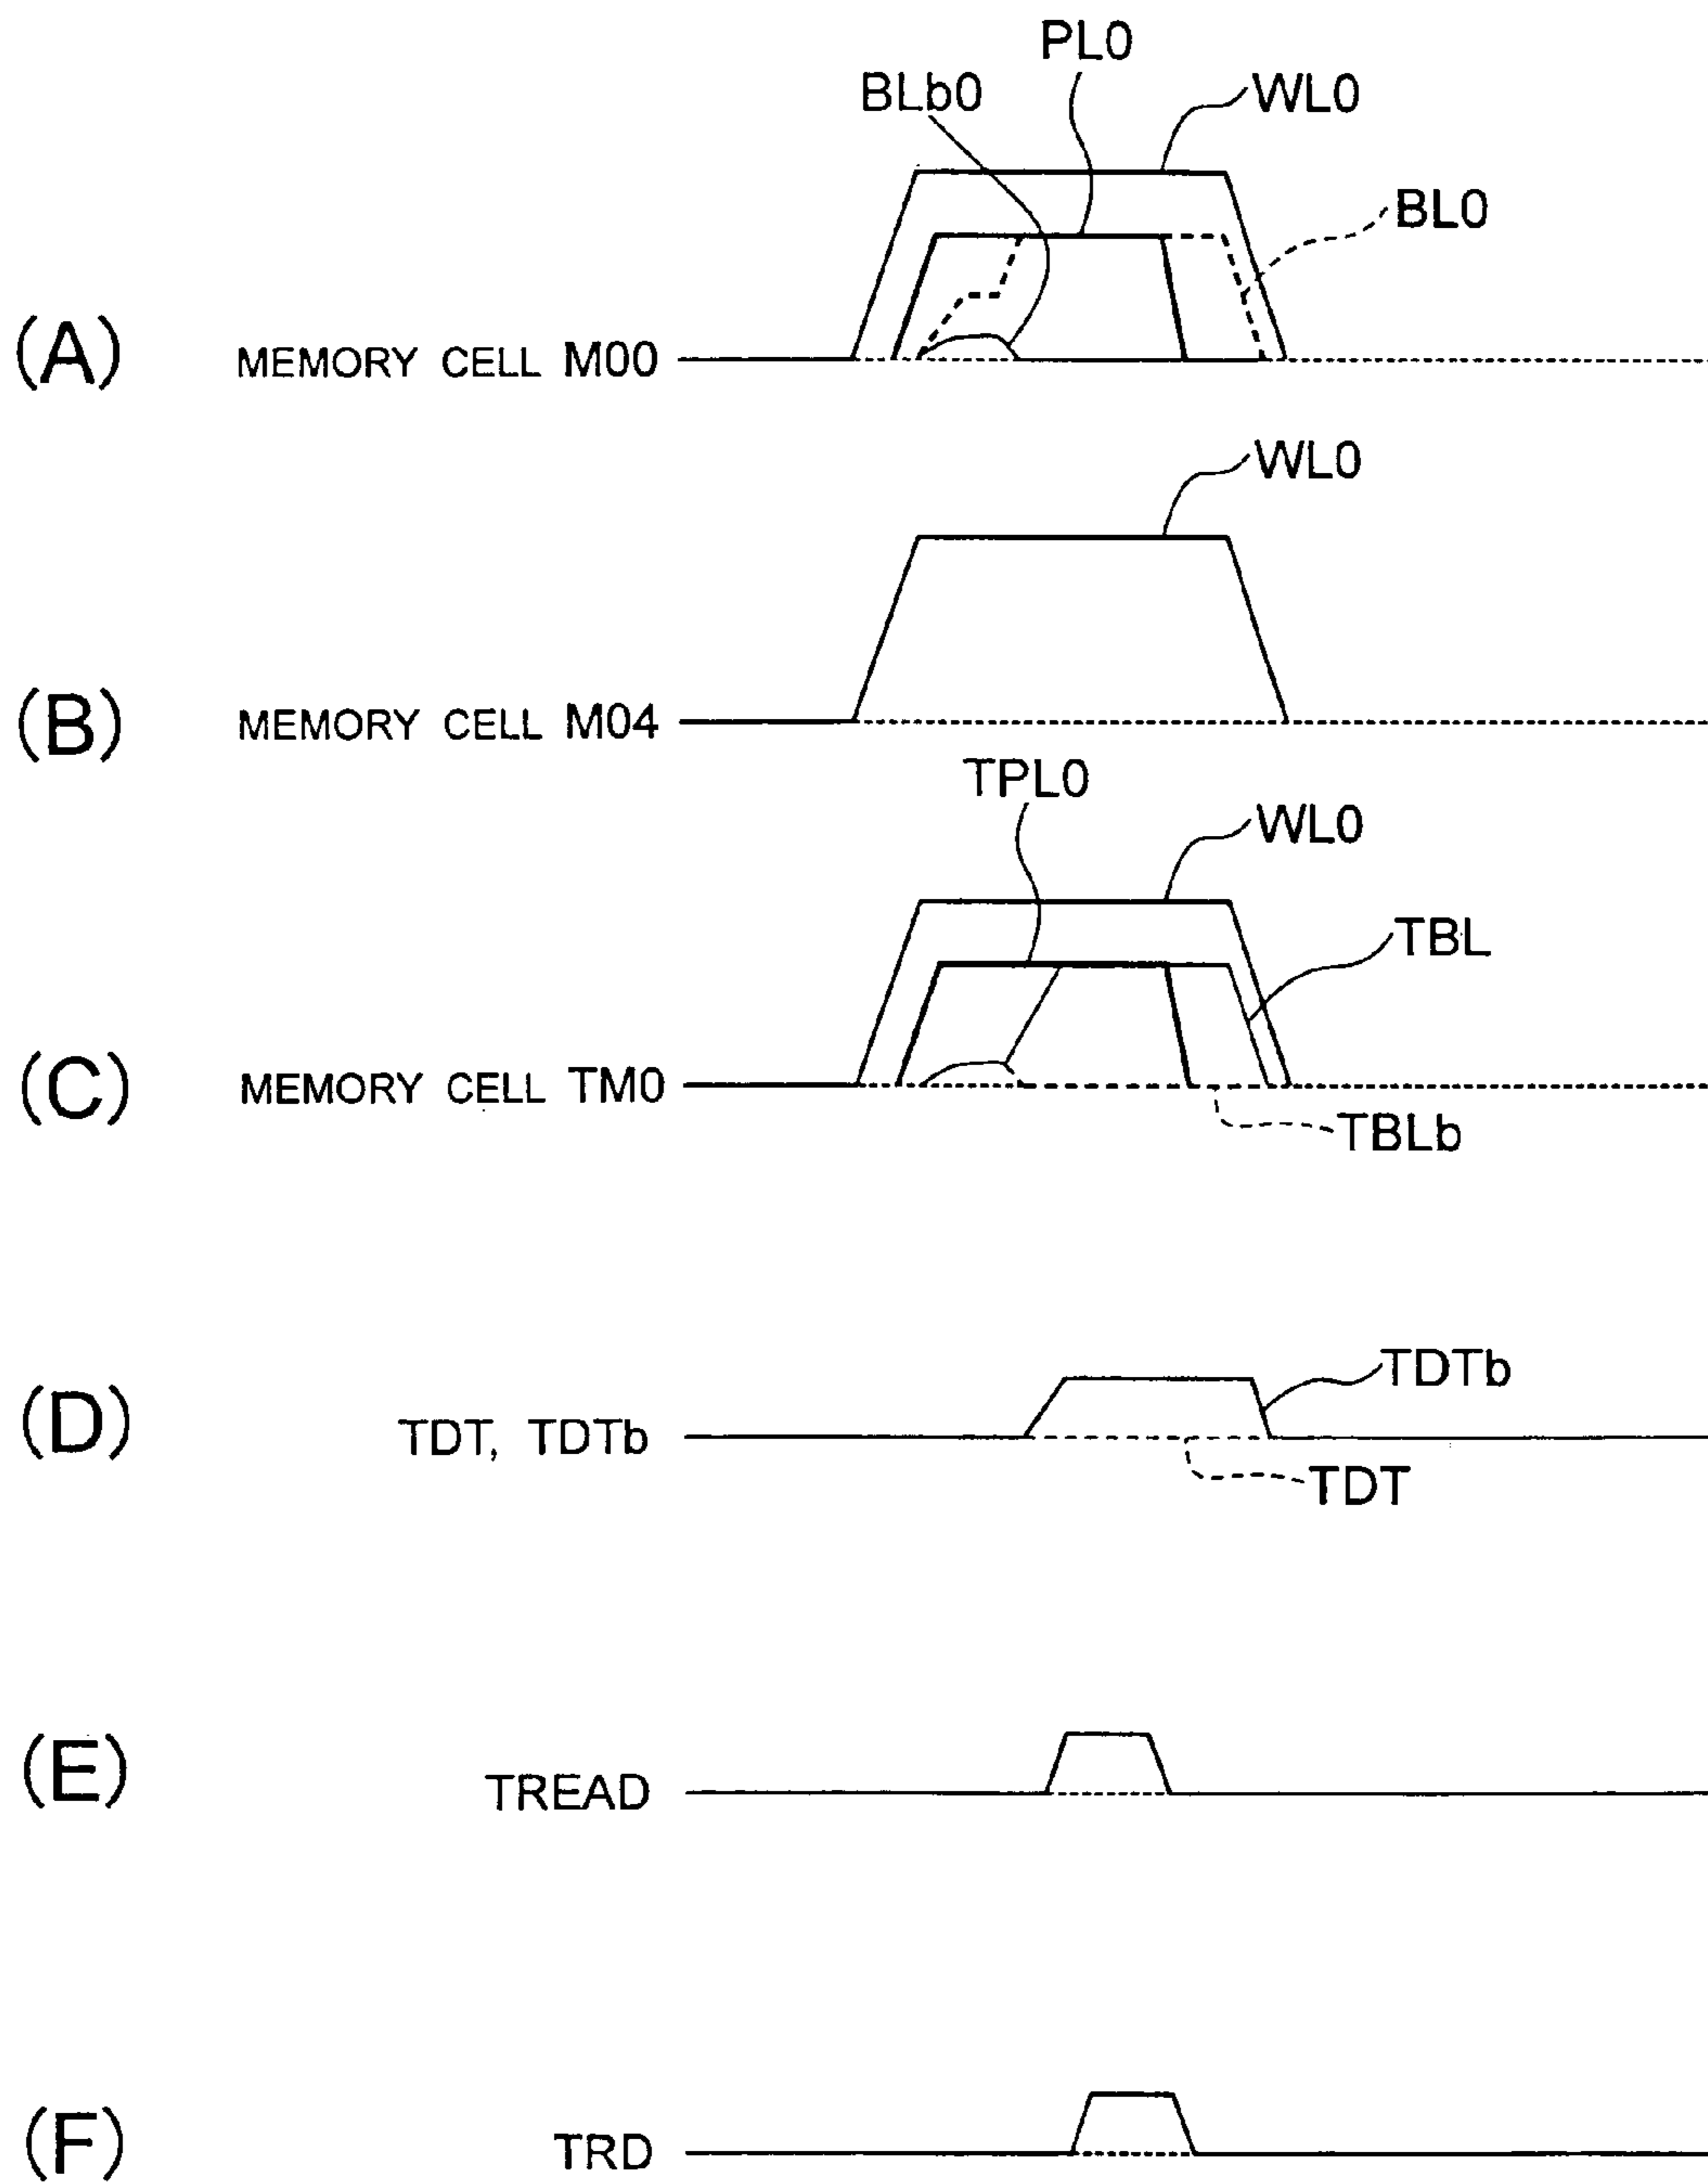 PL0
BLb0
WL0
BL0
(A)
MEMORY CELL M00
WL0
(B)
MEMORY CELL M04
TPL0
WL0
TBL
(C)
MEMORY CELL TM0
TBLb
TDTb
(D)
TDT, TDTb
TDT
(E)
TREAD
(F)
TRD